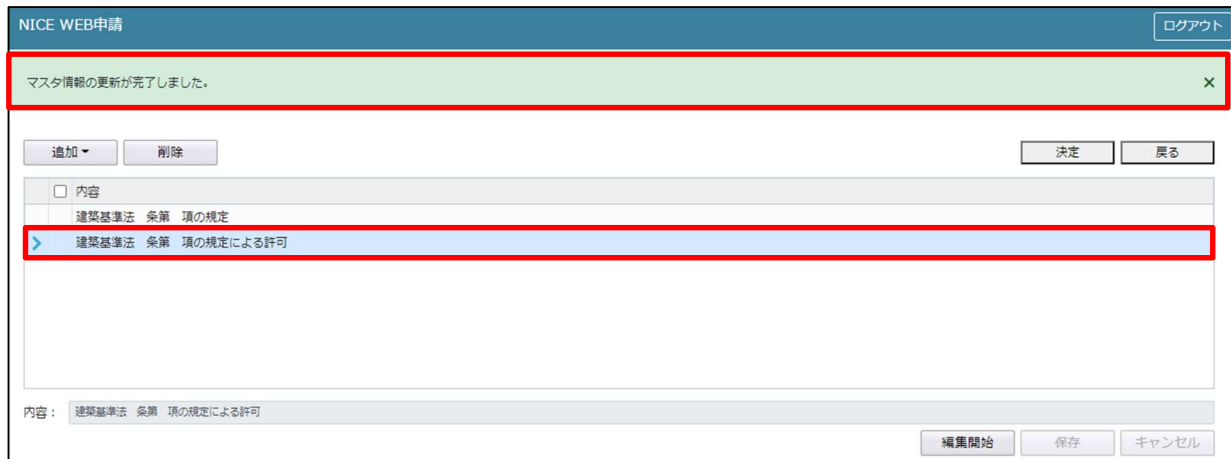 NICE WEB申請 ログアウト
マスタ情報の更新が完了しました。 ×
追加 削除 決定 戻る
内容
建築基準法 条第 項の規定
建築基準法 条第 項の規定による許可
内容： 建築基準法 条第 項の規定による許可
編集開始 保存 キャンセル